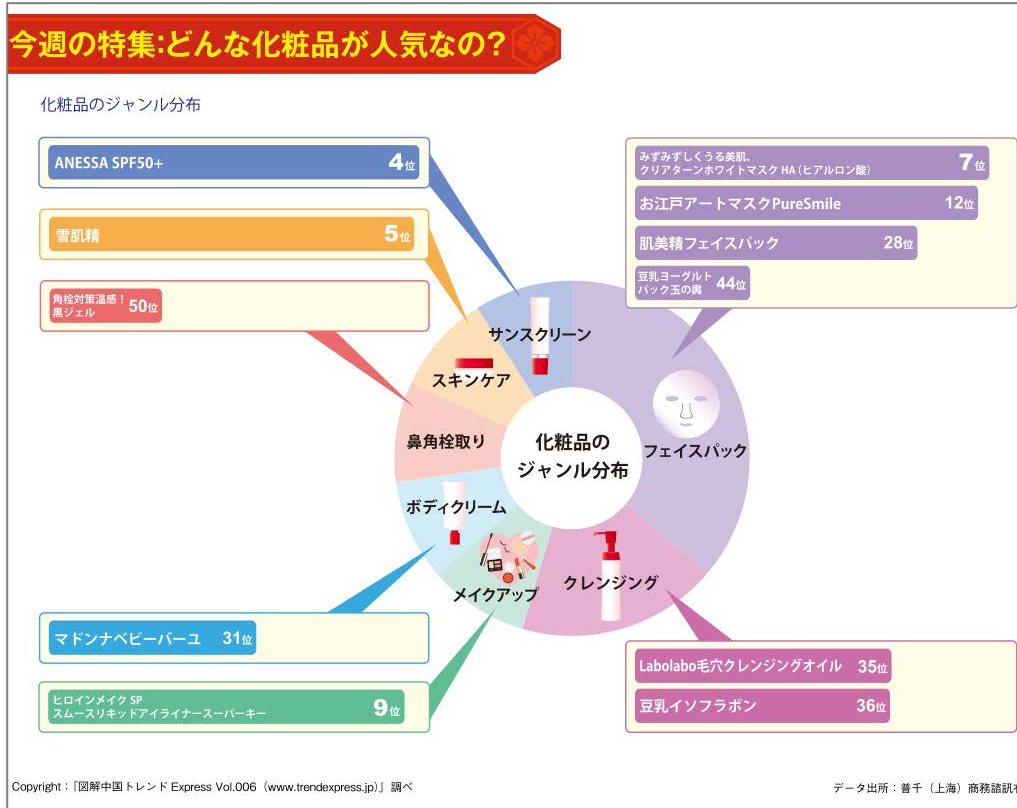 今週の特集:どんな化粧品が人気なの?
化粧品のジャンル分布
ANESSA SPF50+ 4位
雪肌精 5位
角栓対策温感！
黒ジェル 50位
みずみずしくうる美肌、
クリアターンホワイトマスク HA（ヒアルロン酸） 7位
お江戸アートマスクPureSmile 12位
肌美精フェイスパック 28位
豆乳ヨーグルト
パック玉の輿 44位
サンスクリーン
スキンケア
鼻角栓取り
ボディクリーム
メイクアップ
クレンジング
フェイスパック
化粧品の
ジャンル分布
マドンナベビーバーユ 31位
ヒロインメイク SP
スムースリキッドアイライナースーパーキー 9位
Labolabo毛穴クレンジングオイル 35位
豆乳イソフラボン 36位
Copyright：『図解中国トレンド Express Vol.006（www.trendexpress.jp）』調べ
データ出所：普千（上海）商務諮訊